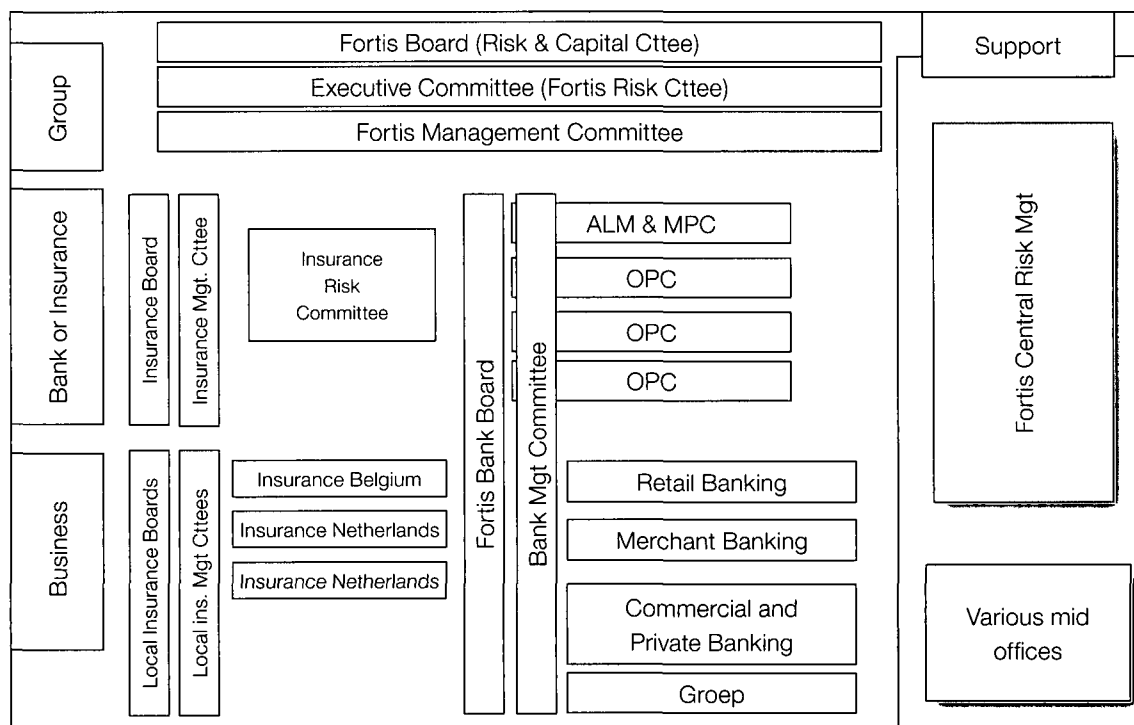 Fortis Board (Risk & Capital Cttee)
Executive Committee (Fortis Risk Cttee)
Fortis Management Committee
Support
Group
Bank or Insurance
Business
Insurance Board
Insurance Mgt. Cttee
Insurance
Risk
Committee
Local Insurance Boards
Local ins. Mgt Cttees
Insurance Belgium
Insurance Netherlands
Insurance Netherlands
Fortis Bank Board
Bank Mgt Committee
ALM & MPC
OPC
OPC
OPC
Retail Banking
Merchant Banking
Commercial and
Private Banking
Groep
Fortis Central Risk Mgt
Various mid
offices